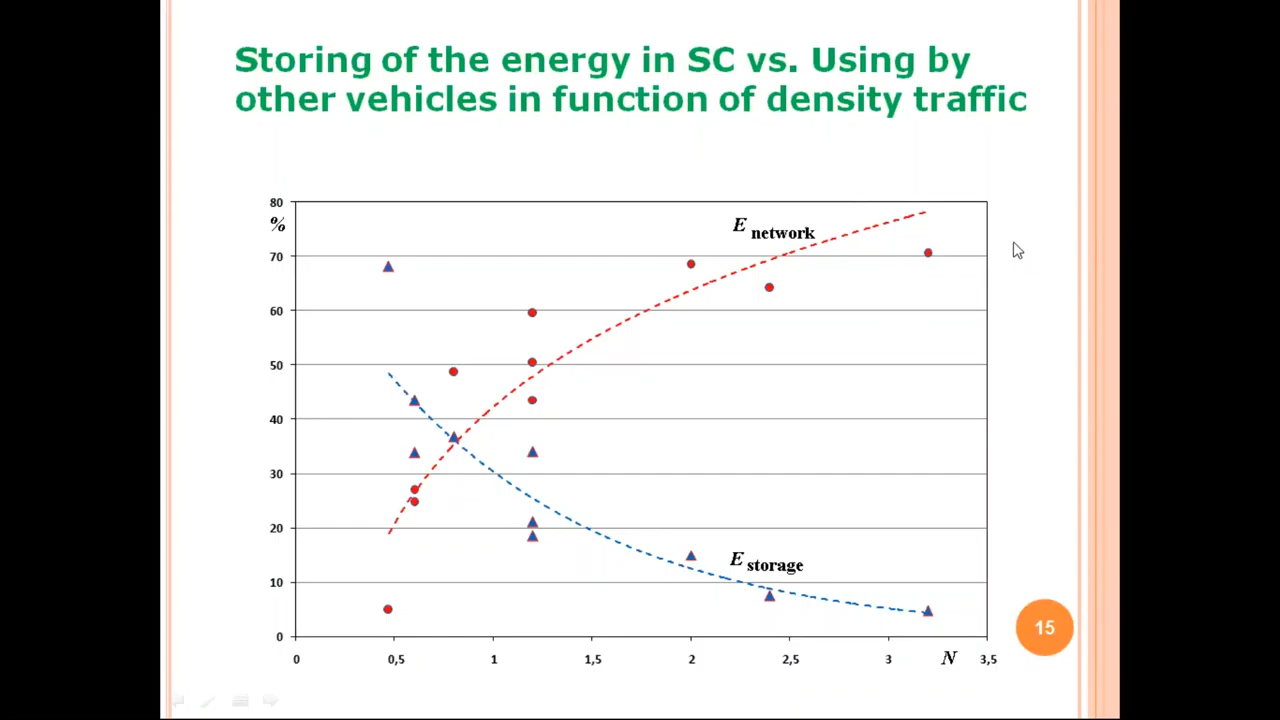 Storing of the energy in SC vs. Using by
other vehicles in function of density traffic
80
%
E network
70
60
50
40
30
20
E storage
10
0
0 0,5 1 1,5 2 2,5 3 N 3,5
15